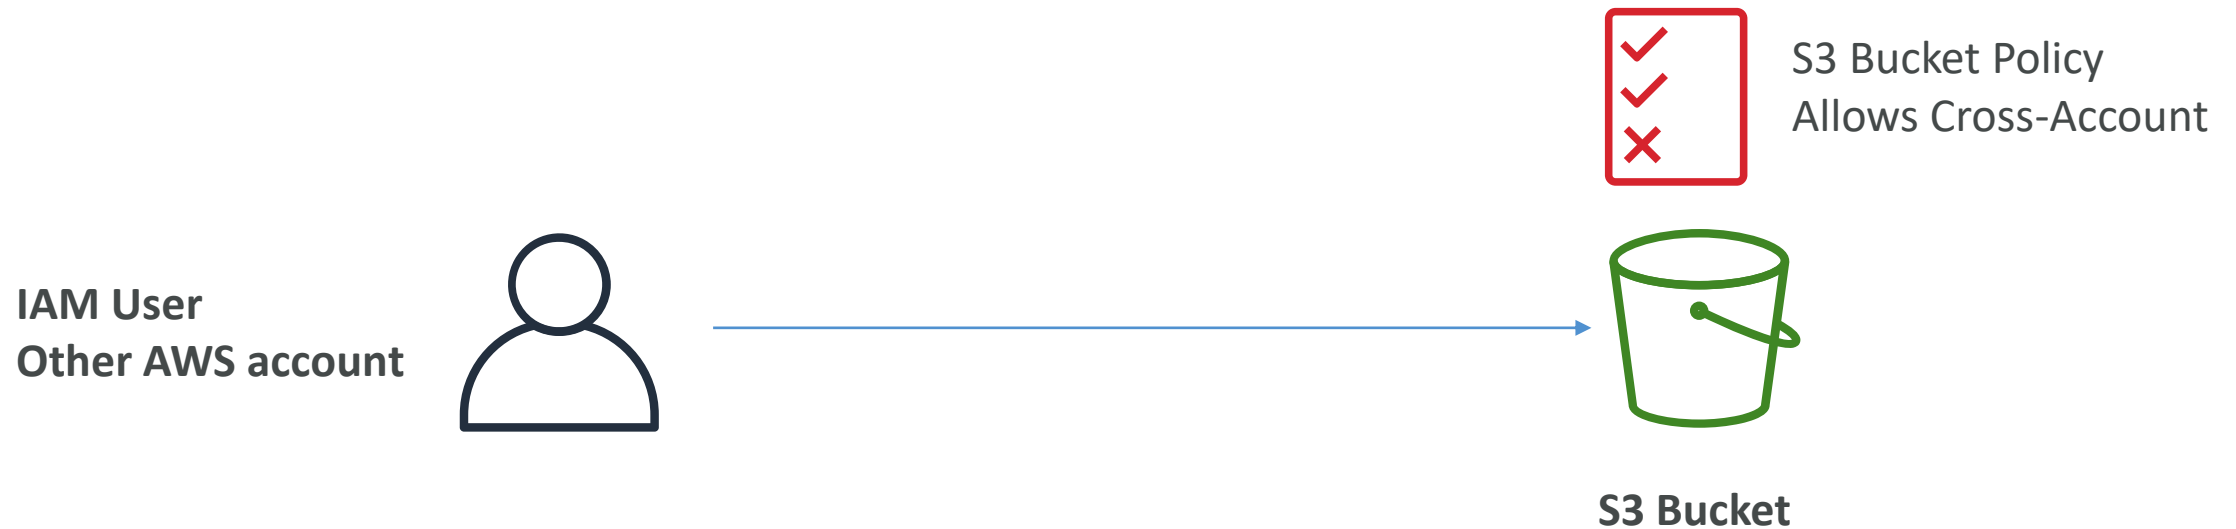 S3 Bucket Policy
Allows Cross-Account
IAM User
Other AWS account
S3 Bucket